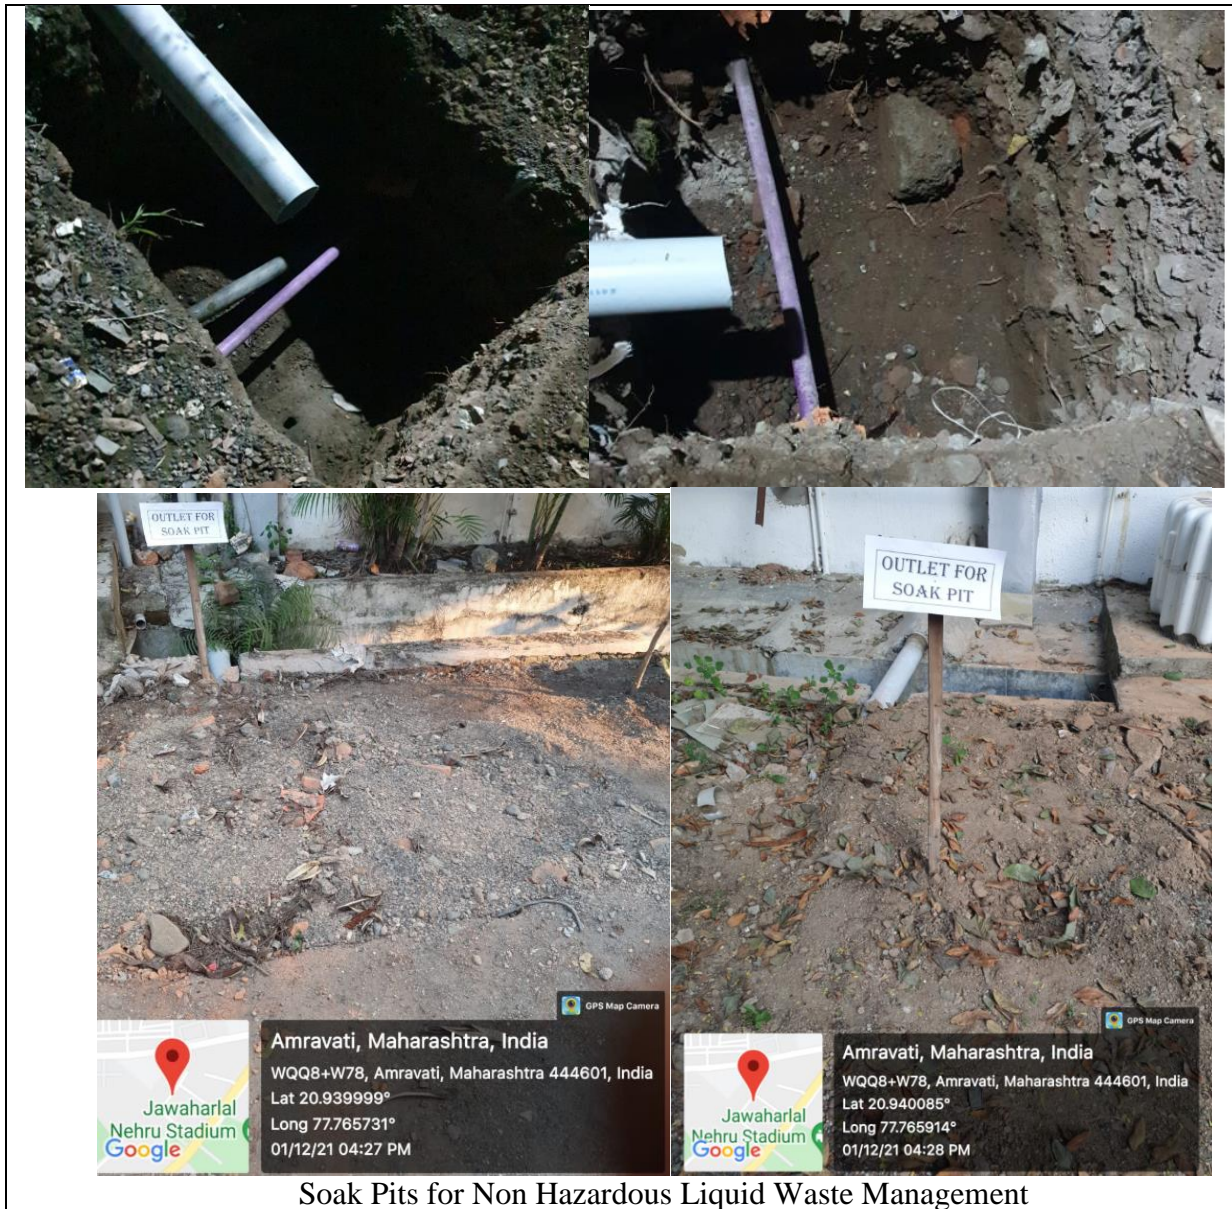 OUTLET FOR
SOAK PIT
OUTLET FOR
SOAK PIT
GPS Map Camera
Amravati, Maharashtra, India
WQQ8+W78, Amravati, Maharashtra 444601, India
Lat 20.939999°
Long 77.765731°
01/12/21 04:27 PM
Jawaharlal
Nehru Stadium
Google
GPS Map Camera
Amravati, Maharashtra, India
WQQ8+W78, Amravati, Maharashtra 444601, India
Lat 20.940085°
Long 77.765914°
01/12/21 04:28 PM
Jawaharlal
Nehru Stadium
Google
Soak Pits for Non Hazardous Liquid Waste Management